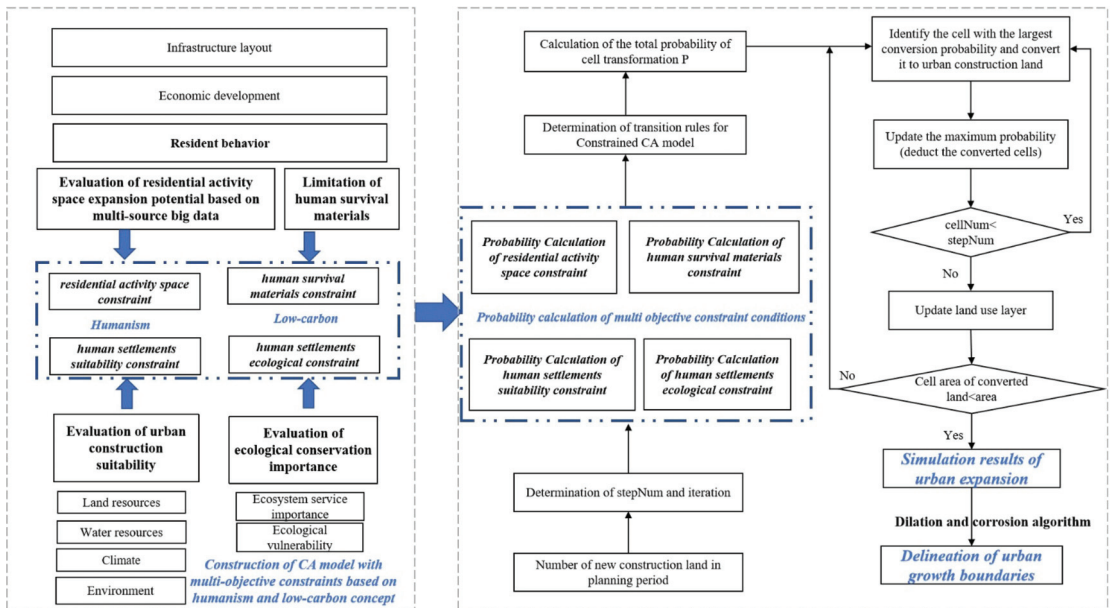 Infrastructure layout
Economic development
Resident behavior
Evaluation of residential activity
space expansion potential based on
multi-source big data
Limitation of
human survival
materials
residential activity space
constraint
human survival
materials constraint
Humanism
Low-carbon
human settlements
suitability constraint
human settlements
ecological constraint
Evaluation of urban
construction
suitability
Evaluation of
ecological conservation
importance
Land resources
Water resources
Climate
Environment
Ecosystem service
importance
Ecological
vulnerability
Construction of CA model with
multi-objective constraints based on
humanism and low-carbon concept
Calculation of the total probability of
cell transformation P
Determination of transition rules for
Constrained CA model
Probability Calculation
of residential activity
space constraint
Probability Calculation of
human survival materials
constraint
Probability calculation of multi objective constraint conditions
Probability Calculation of
human settlements
suitability constraint
Probability Calculation
of human settlements
ecological constraint
Determination of stepNum and iteration
Number of new construction land in
planning period
Identify the cell with the largest
conversion probability and convert
it to urban construction land
Update the maximum probability
(deduct the converted cells)
cellNum<
stepNum
Yes
No
Update land use layer
Cell area of converted
land<area
No
Yes
Simulation results of
urban expansion
Dilation and corrosion algorithm
Delineation of urban
growth boundaries